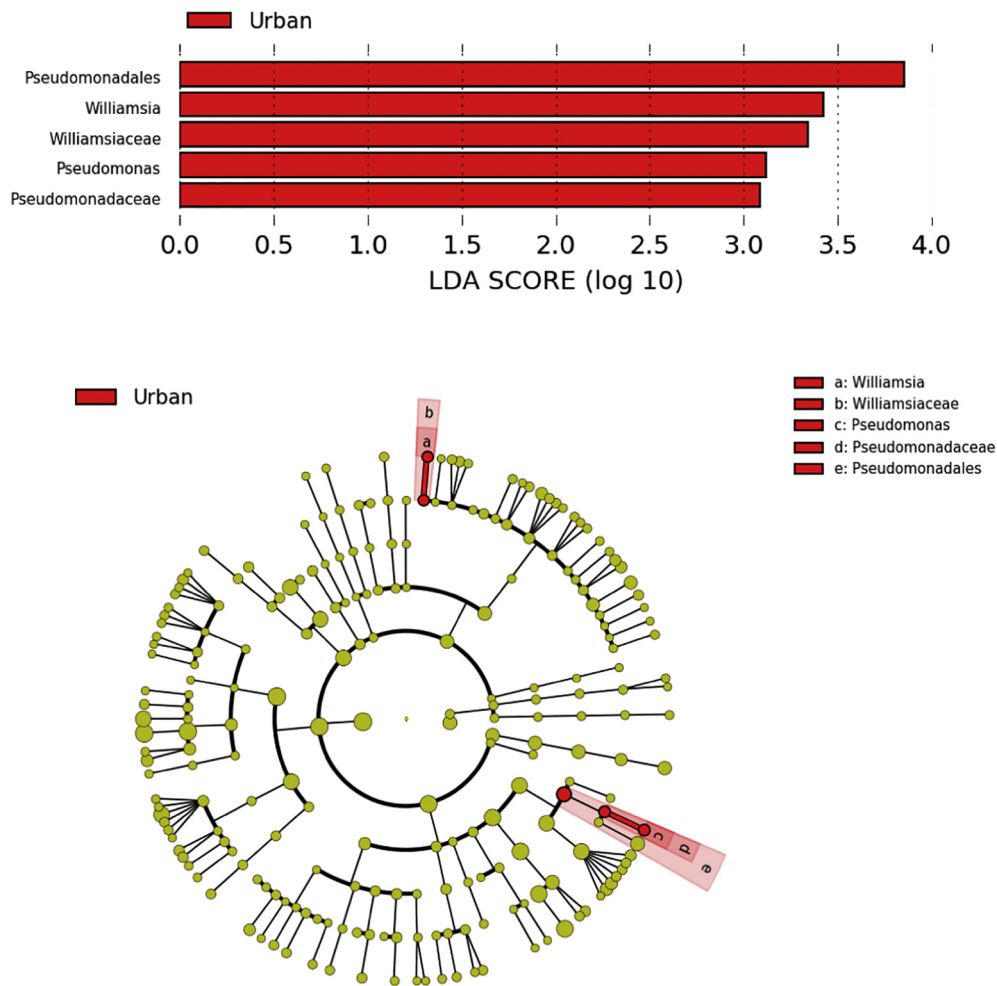 Urban
Pseudomonadales
Williamsia
Williamsiaceae
Pseudomonas
Pseudomonadaceae
0.0 0.5 1.0 1.5 2.0 2.5 3.0 3.5 4.0
LDA SCORE (log 10)
Urban
a: Williamsia
b: Williamsiaceae
c: Pseudomonas
d: Pseudomonadaceae
e: Pseudomonadales
b
a
c
d
e